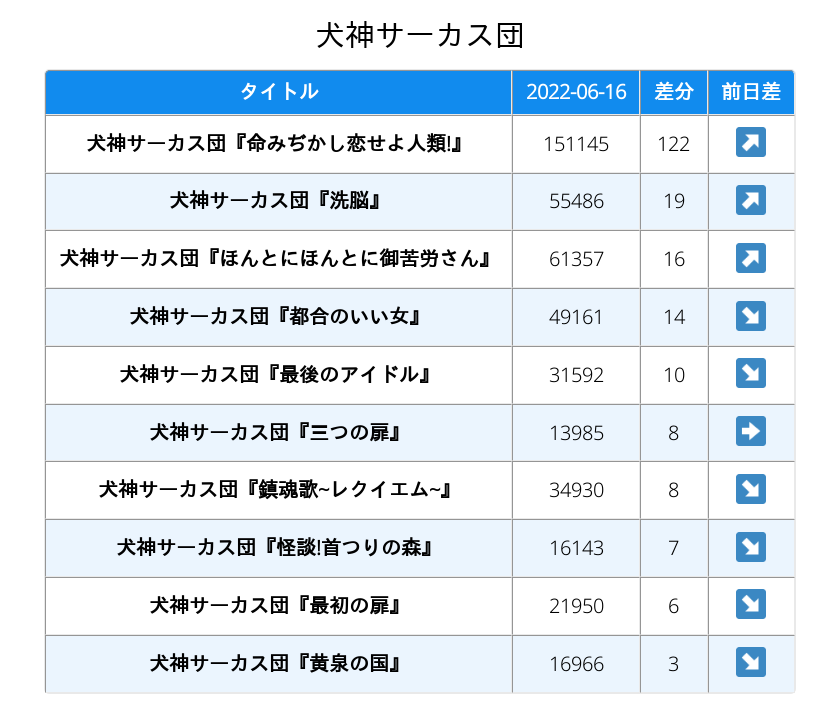 犬神サーカス団
タイトル 2022-06-16 差分 前日差
犬神サーカス団『命みぢかし恋せよ人類!』 151145 122 ↗
犬神サーカス団『洗脳』 55486 19 ↗
犬神サーカス団『ほんとにほんとに御苦労さん』 61357 16 ↗
犬神サーカス団『都合のいい女』 49161 14 ↘
犬神サーカス団『最後のアイドル』 31592 10 ↘
犬神サーカス団『三つの扉』 13985 8 ➡
犬神サーカス団『鎮魂歌~レクイエム~』 34930 8 ↘
犬神サーカス団『怪談!首つりの森』 16143 7 ↘
犬神サーカス団『最初の扉』 21950 6 ↘
犬神サーカス団『黄泉の国』 16966 3 ↘